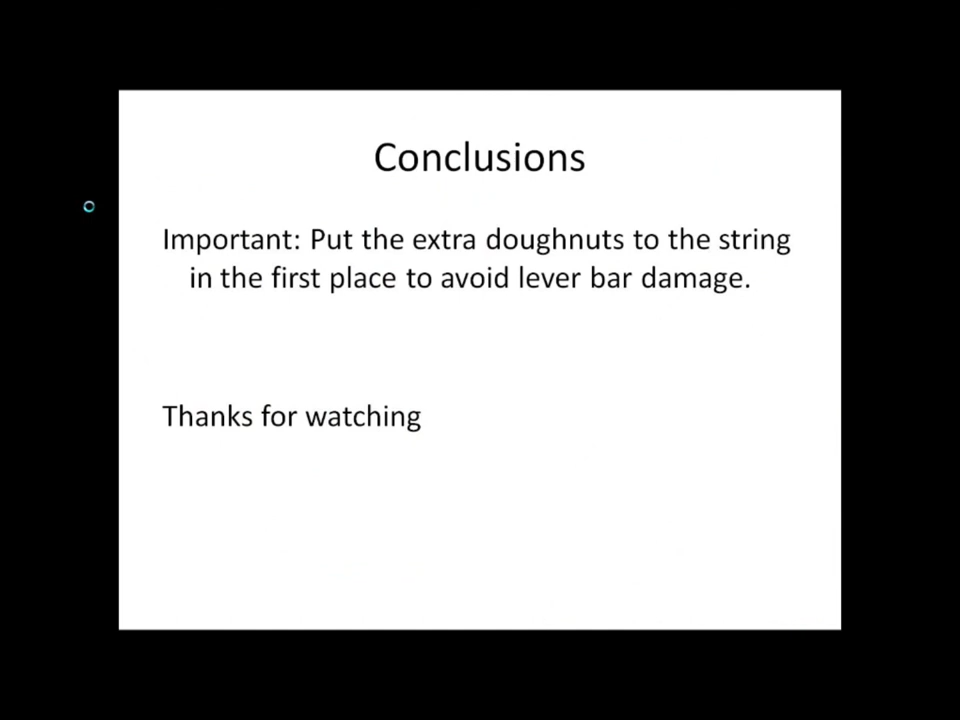 Conclusions
Important: Put the extra doughnuts to the string
in the first place to avoid lever bar damage.
Thanks for watching